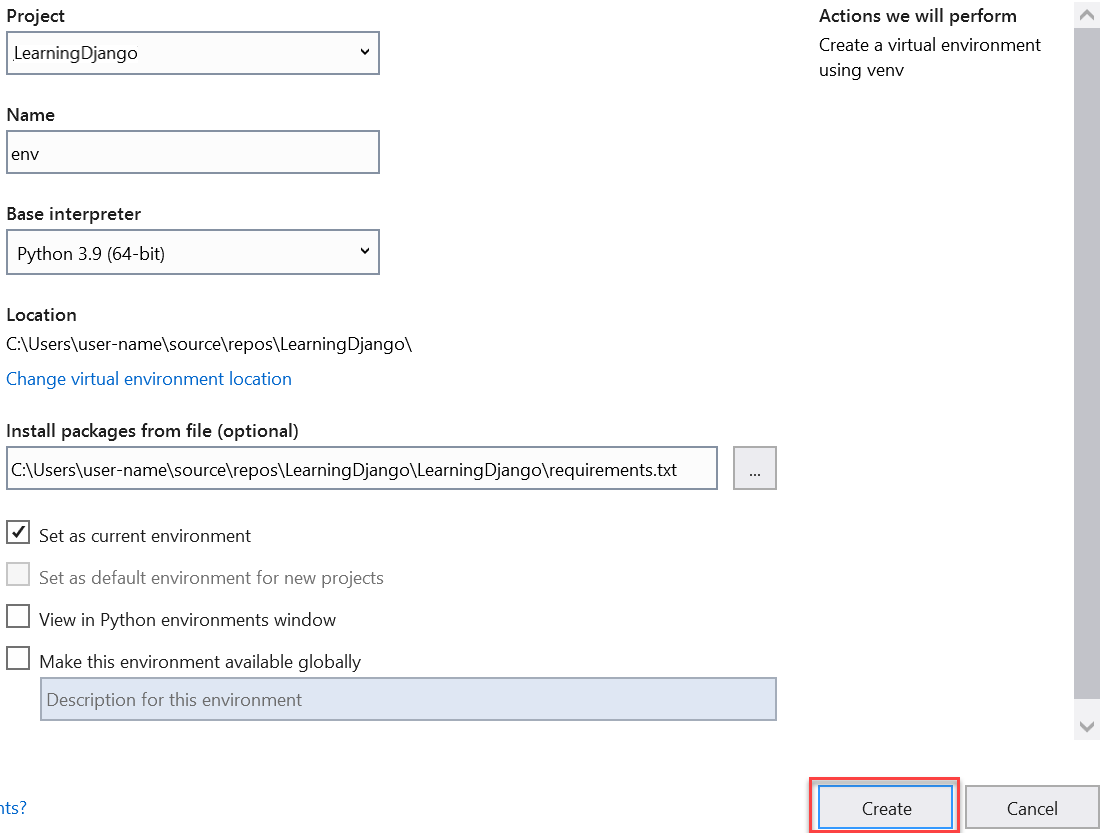 Project
LearningDjango
Name
env
Base interpreter
Python 3.9 (64-bit)
Location
C:\Users\user-name\source\repos\LearningDjango\
Change virtual environment location
Install packages from file (optional)
C:\Users\user-name\source\repos\LearningDjango\LearningDjango\requirements.txt
...
Set as current environment
Set as default environment for new projects
View in Python environments window
Make this environment available globally
Description for this environment
Actions we will perform
Create a virtual environment
using venv
nts?
Create
Cancel